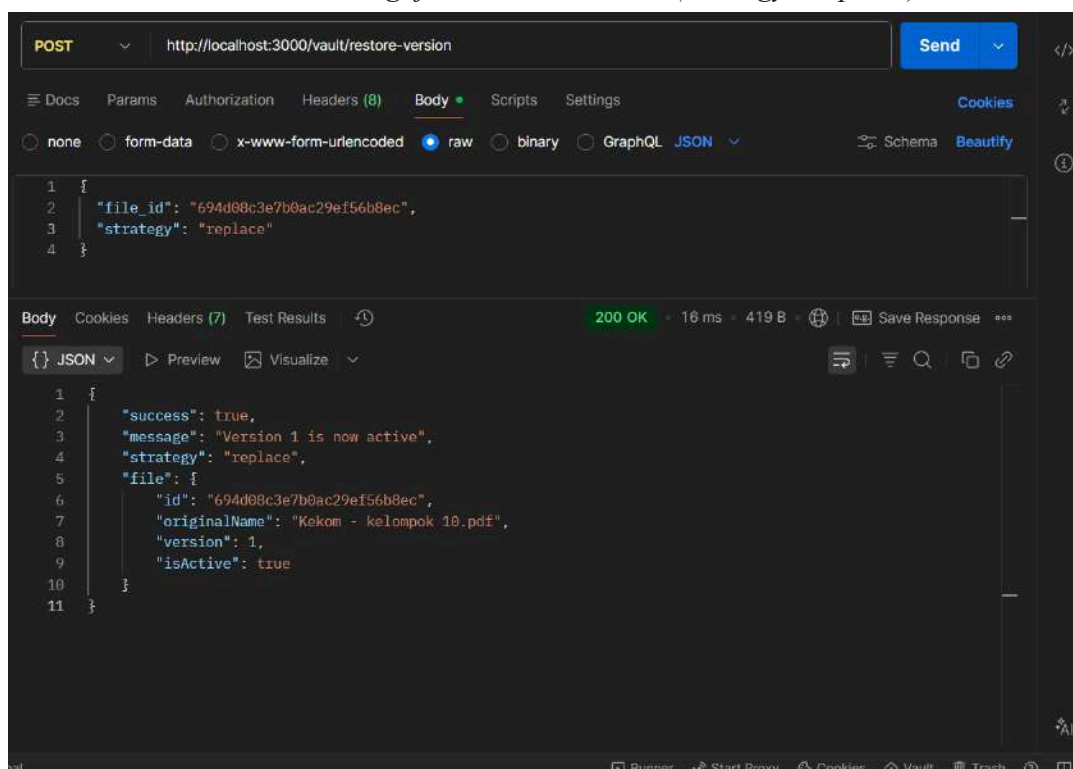 POST http://localhost:3000/vault/restore-version Send
Docs Params Authorization Headers (8) Body Scripts Settings Cookies
none form-data x-www-form-urlencoded raw binary GraphQL JSON Schema Beautify
1 {
2 "file_id": "694d08c3e7b0ac29ef56b8ec",
3 "strategy": "replace"
4 }
Body Cookies Headers (7) Test Results 200 OK 16 ms 419 B e.g. Save Response
{} JSON Preview Visualize
1 {
2 "success": true,
3 "message": "Version 1 is now active",
4 "strategy": "replace",
5 "file": {
6 "id": "694d08c3e7b0ac29ef56b8ec",
7 "originalName": "Kekom - kelompok 10.pdf",
8 "version": 1,
9 "isActive": true
10 }
11 }
AI
Runner Start Proxy Cookies Vault Trash